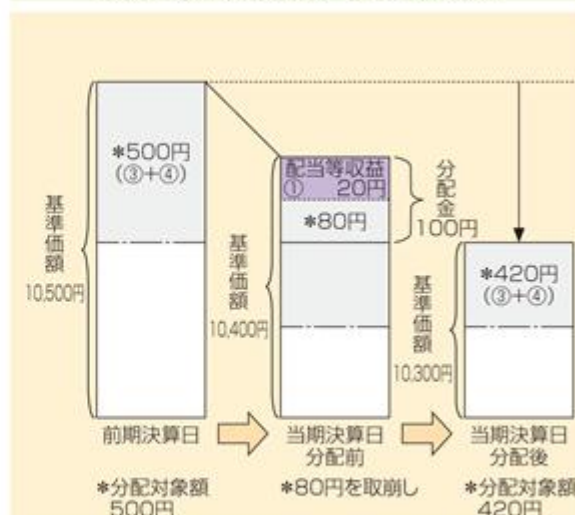 *500円
(③+④)
基準価額
10,500円
前期決算日
*分配対象額
500円
配当等収益
① 20円
*80円
分配金
100円
基準価額
10,400円
当期決算日
分配前
*80円を取崩し
*420円
(③+④)
基準価額
10,300円
当期決算日
分配後
*分配対象額
420円